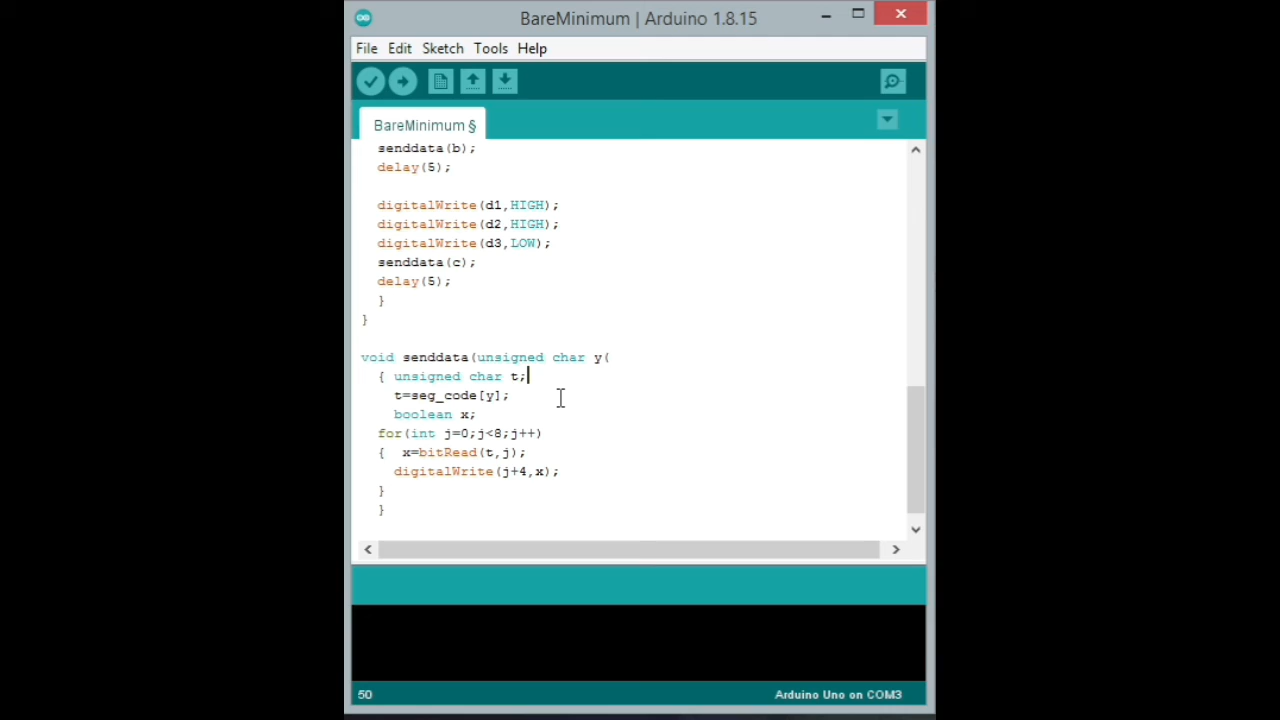 BareMinimum | Arduino 1.8.15
File Edit Sketch Tools Help
BareMinimum §
senddata(b);
delay(5);
digitalWrite(d1,HIGH);
digitalWrite(d2,HIGH);
digitalWrite(d3,LOW);
senddata(c);
delay(5);
}
}
void senddata(unsigned char y(
{ unsigned char t;
t=seg_code[y];
boolean x;
for(int j=0;j<8;j++)
{ x=bitRead(t,j);
digitalWrite(j+4,x);
}
}
50 Arduino Uno on COM3